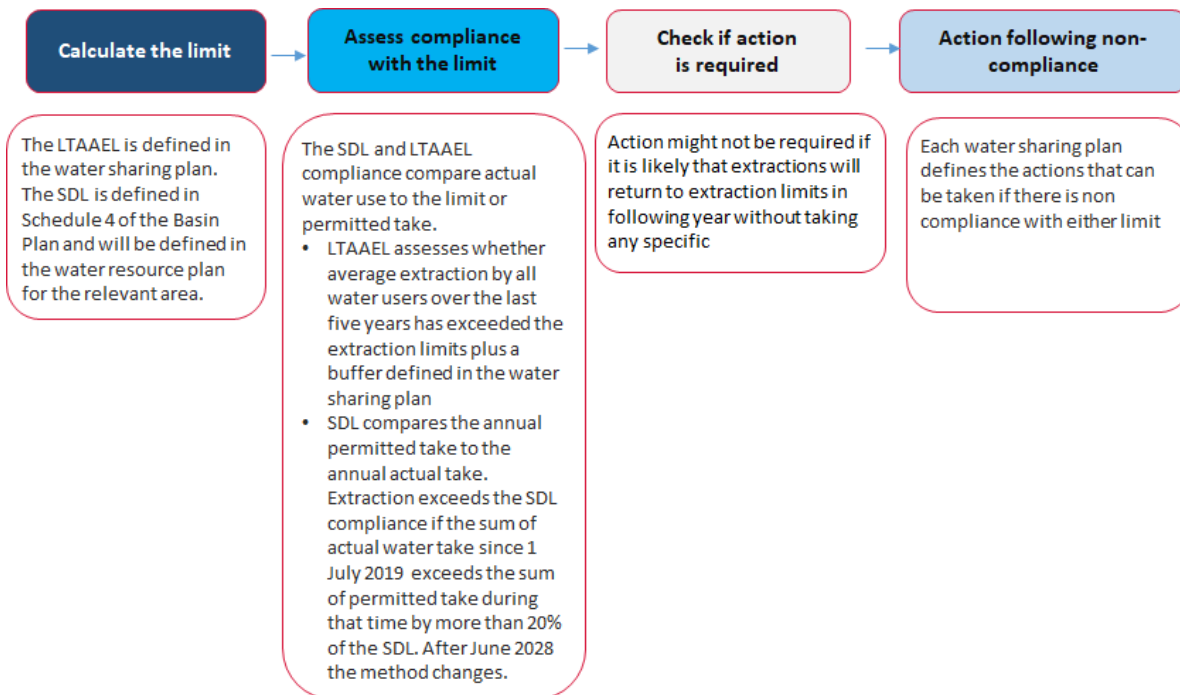 Calculate the limit
Assess compliance
with the limit
Check if action
is required
Action following non-
compliance
The LTAAEL is defined
in the water sharing plan.
The SDL is defined in
Schedule 4 of the Basin
Plan and will be defined in
the water resource plan
for the relevant area.
The SDL and LTAAEL
compliance compare actual
water use to the limit or
permitted take.
• LTAAEL assesses whether
average extraction by all
water users over the last
five years has exceeded the
extraction limits plus a
buffer defined in the water
sharing plan
• SDL compares the annual
permitted take to the
annual actual take.
Extraction exceeds the SDL
compliance if the sum of
actual water take since 1
July 2019 exceeds the sum
of permitted take during
that time by more than 20%
of the SDL. After June 2028
the method changes.
Action might not be required if
it is likely that extractions will
return to extraction limits in
following year without taking
any specific
Each water sharing plan
defines the actions that can
be taken if there is non
compliance with either limit